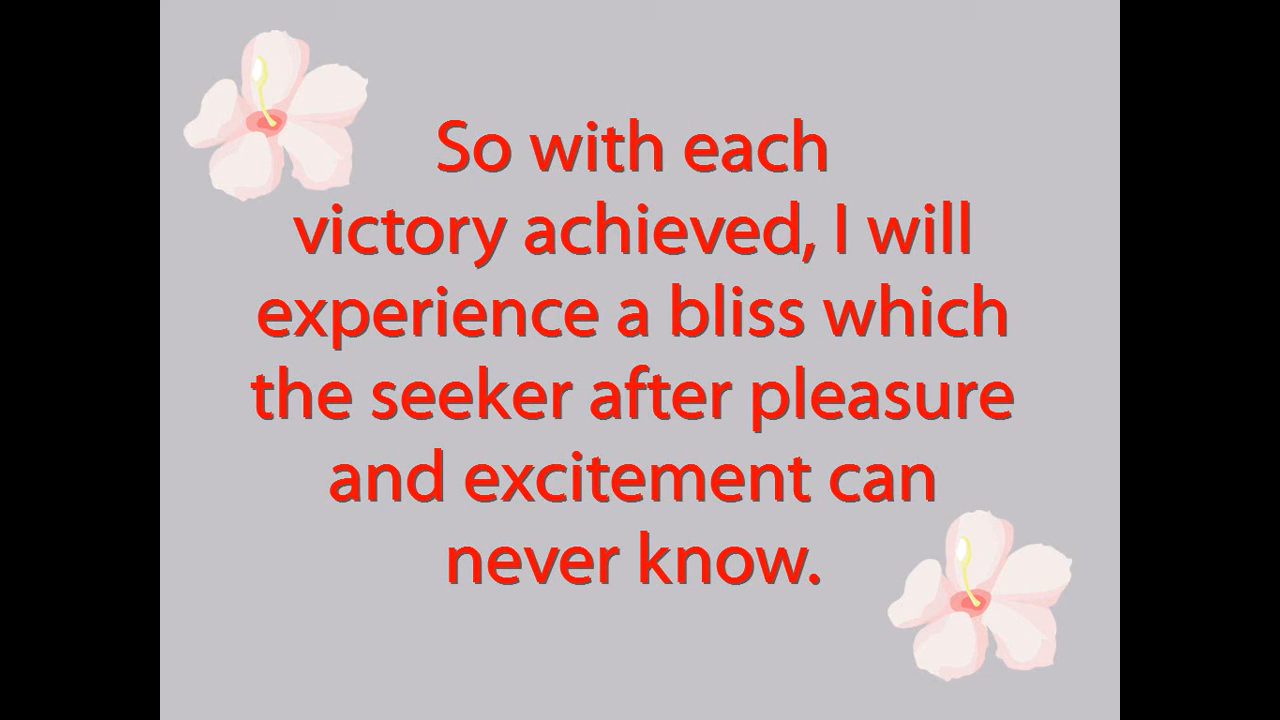 So with each
victory achieved, I will
experience a bliss which
the seeker after pleasure
and excitement can
never know.